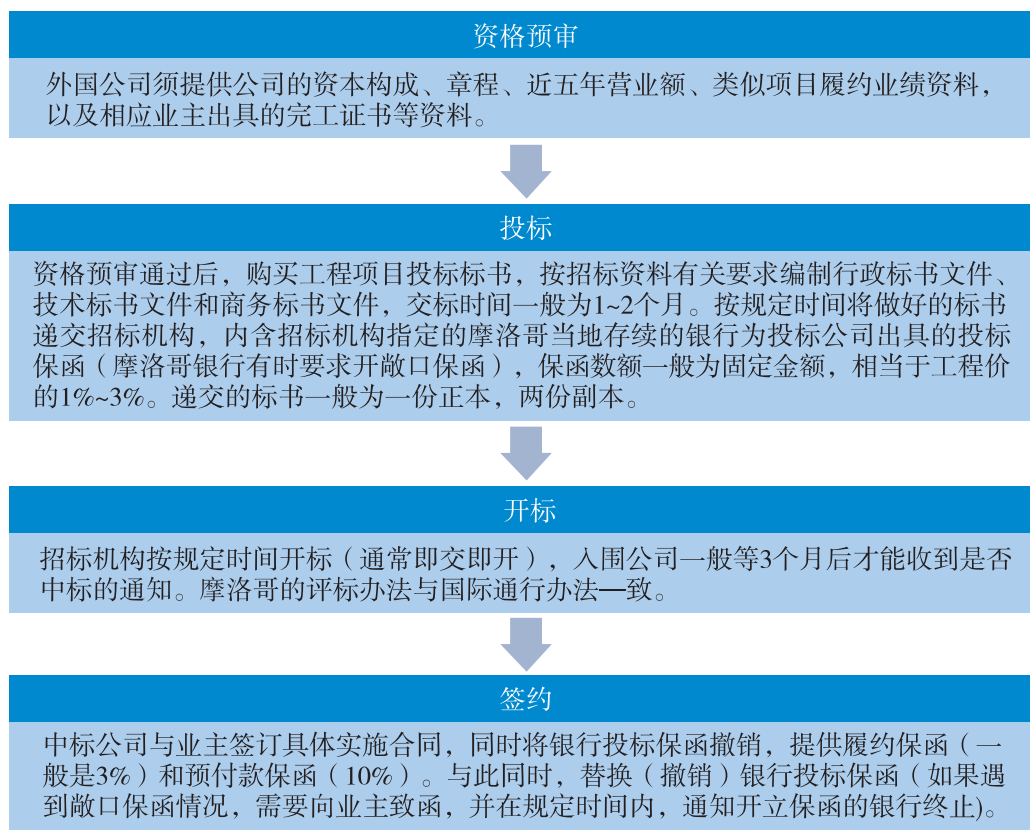 资格预审
外国公司须提供公司的资本构成、章程、近五年营业额、类似项目履约业绩资料，
以及相应业主出具的完工证书等资料。
投标
资格预审通过后，购买工程项目投标标书，按招标资料有关要求编制行政标书文件、
技术标书文件和商务标书文件，交标时间一般为1~2个月。按规定时间将做好的标书
递交招标机构，内含招标机构指定的摩洛哥当地存续的银行为投标公司出具的投标
保函（摩洛哥银行有时要求开敞口保函），保函数额一般为固定金额，相当于工程价
的1%~3%。递交的标书一般为一份正本，两份副本。
开标
招标机构按规定时间开标（通常即交即开），入围公司一般等3个月后才能收到是否
中标的通知。摩洛哥的评标办法与国际通行办法—致。
签约
中标公司与业主签订具体实施合同，同时将银行投标保函撤销，提供履约保函（一
般是3%）和预付款保函（10%）。与此同时，替换（撤销）银行投标保函（如果遇
到敞口保函情况，需要向业主致函，并在规定时间内，通知开立保函的银行终止)。